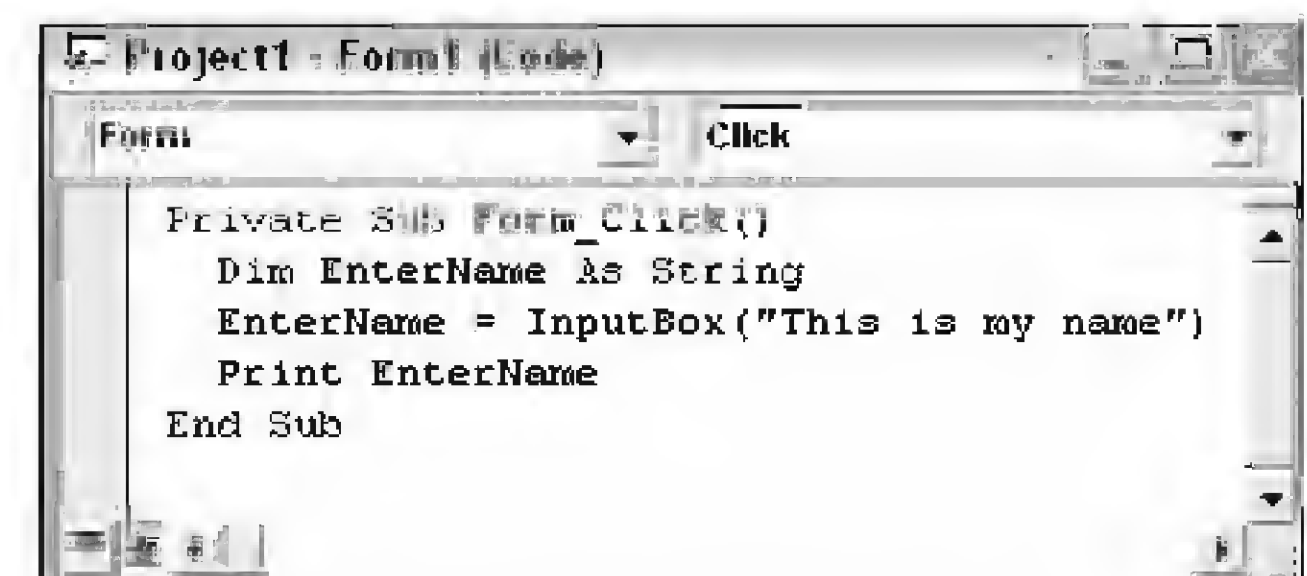 Project1 - Form1 (Code)
Form Click
Private Sub Form_Click()
Dim EnterName As String
EnterName = InputBox("This is my name")
Print EnterName
End Sub